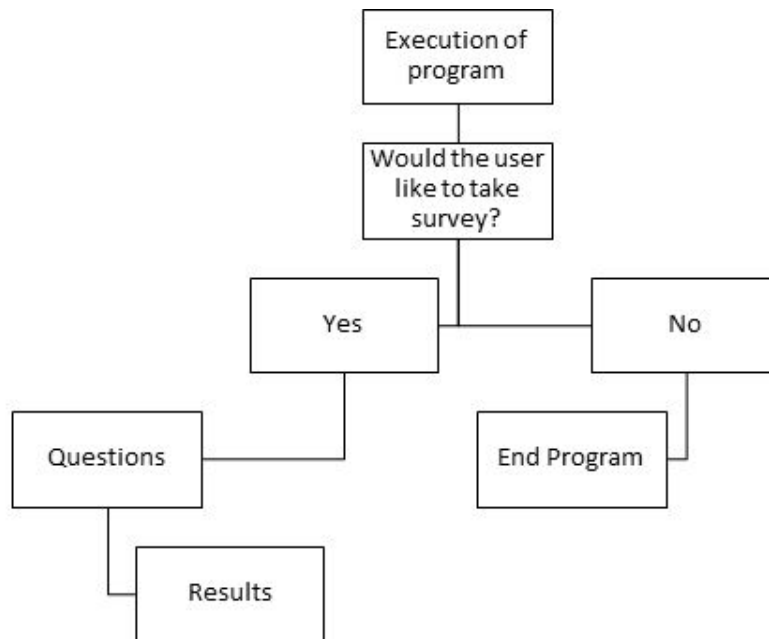 Execution of
program
Would the user
like to take
survey?
Yes
No
Questions
End Program
Results